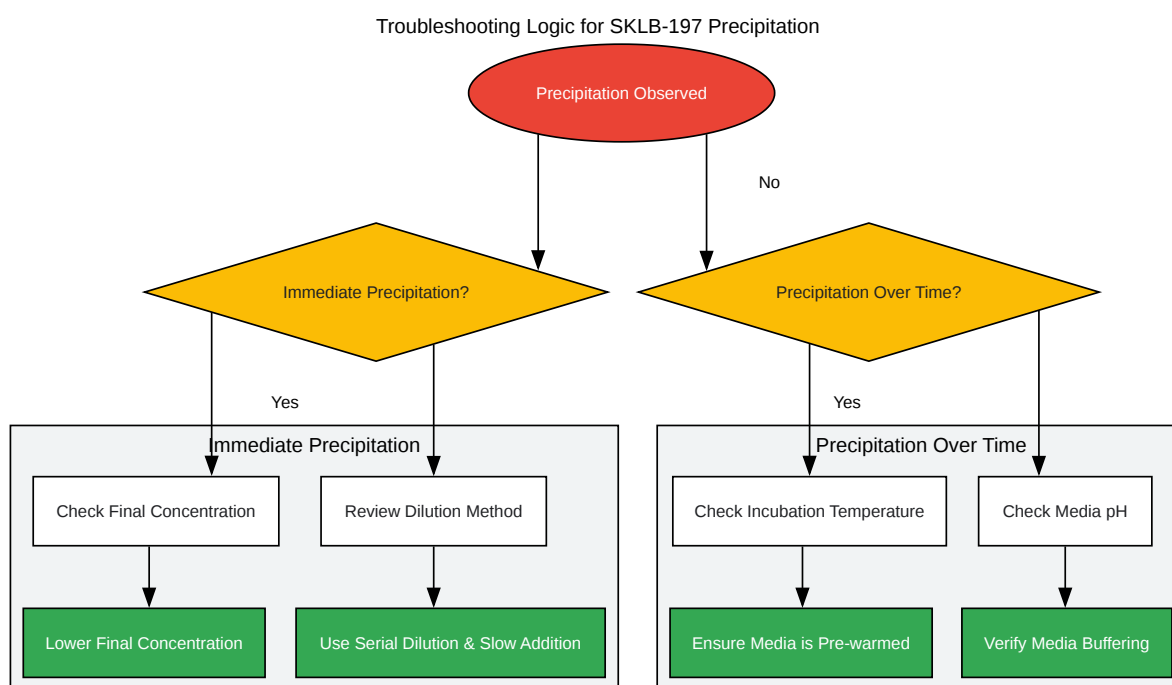 Troubleshooting Logic for SKLB-197 Precipitation
Precipitation Observed
No
Immediate Precipitation?
Precipitation Over Time?
Yes
Yes
Immediate Precipitation
Precipitation Over Time
Check Final Concentration
Review Dilution Method
Check Incubation Temperature
Check Media pH
Lower Final Concentration
Use Serial Dilution & Slow Addition
Ensure Media is Pre-warmed
Verify Media Buffering